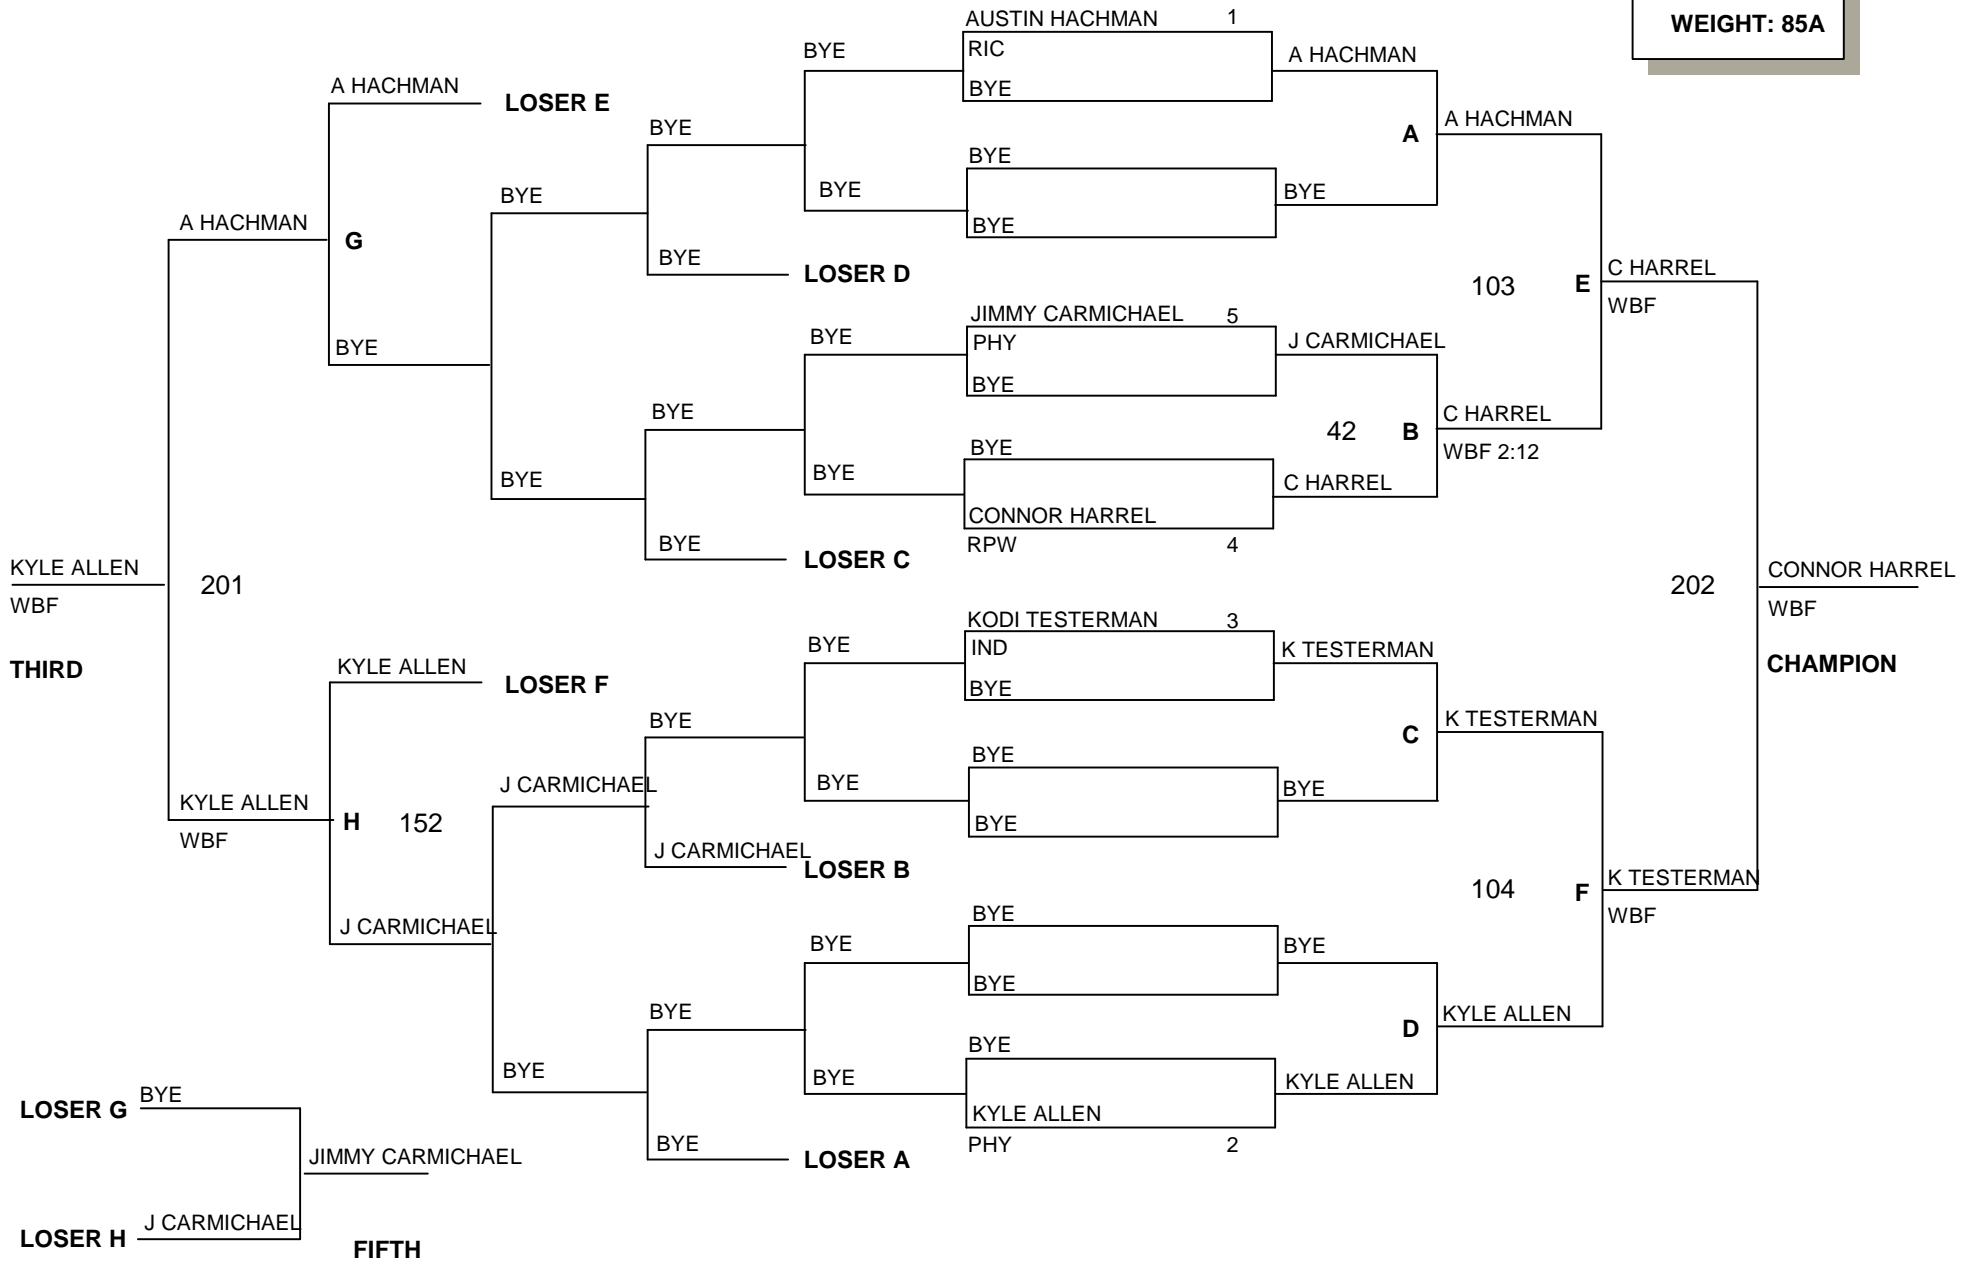 WEIGHT: 85A
AUSTIN HACHMAN 1
RIC
BYE
A HACHMAN
BYE
BYE
BYE
BYE
A
A HACHMAN
BYE
BYE
LOSER D
A HACHMAN
LOSER E
BYE
A HACHMAN
G
BYE
JIMMY CARMICHAEL 5
PHY
BYE
J CARMICHAEL
BYE
CONNOR HARREL
RPW 4
C HARREL
42 B
C HARREL
WBF 2:12
103 E
C HARREL
WBF
BYE
BYE
BYE
BYE
BYE
LOSER C
KYLE ALLEN
WBF
201
THIRD
202
CONNOR HARREL
WBF
CHAMPION
KODI TESTERMAN 3
IND
BYE
K TESTERMAN
BYE
BYE
BYE
C
K TESTERMAN
BYE
BYE
BYE
KYLE ALLEN
LOSER F
J CARMICHAEL
J CARMICHAEL
LOSER B
KYLE ALLEN
WBF
H 152
J CARMICHAEL
BYE
BYE
BYE
104 F
K TESTERMAN
WBF
BYE
KYLE ALLEN
PHY 2
KYLE ALLEN
D
KYLE ALLEN
BYE
BYE
BYE
BYE
BYE
LOSER A
LOSER G BYE
JIMMY CARMICHAEL
LOSER H J CARMICHAEL
FIFTH